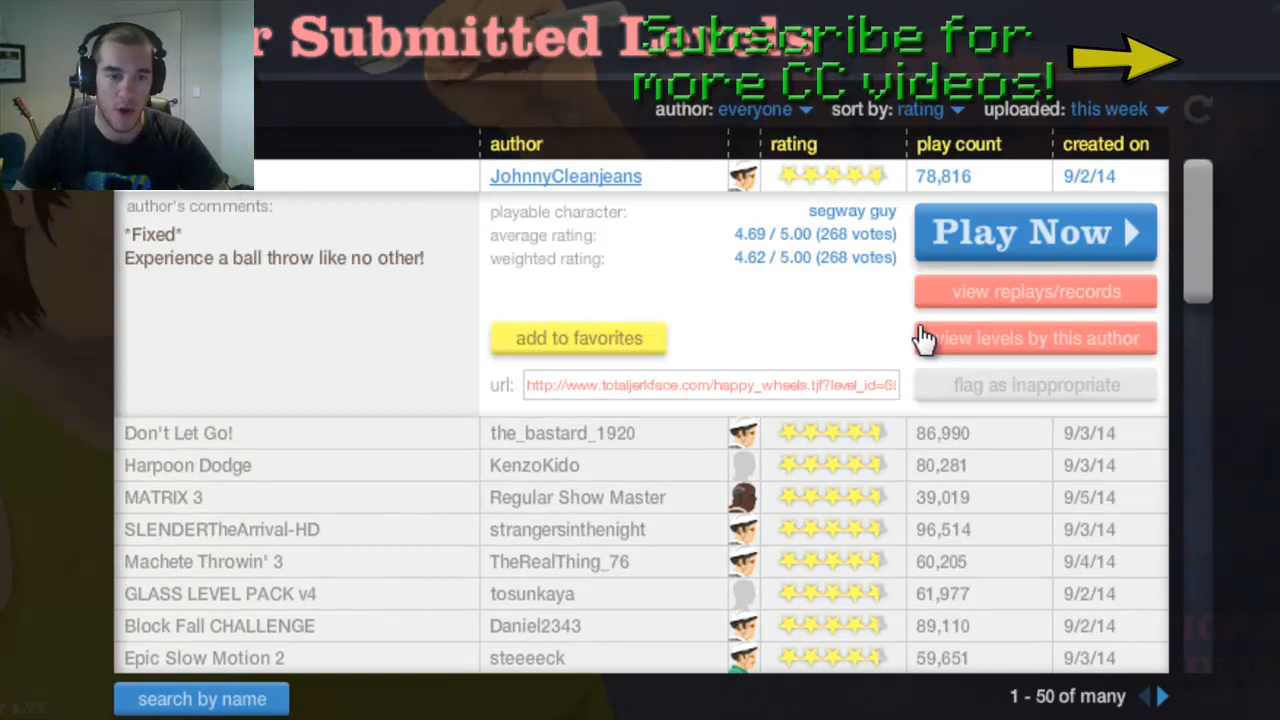 r Submitted Levels
Subscribe for
more CC videos!
author: everyone sort by: rating uploaded: this week
author rating play count created on
JohnnyCleanjeans 78,816 9/2/14
author's comments:
*Fixed*
Experience a ball throw like no other!
playable character: segway guy
average rating: 4.69 / 5.00 (268 votes)
weighted rating: 4.62 / 5.00 (268 votes)
Play Now
view replays/records
add to favorites
view levels by this author
url: http://www.totaljerkface.com/happy_wheels.tjf?level_id=6
flag as inappropriate
Don't Let Go! the_bastard_1920 86,990 9/3/14
Harpoon Dodge KenzoKido 80,281 9/3/14
MATRIX 3 Regular Show Master 39,019 9/5/14
SLENDERTheArrival-HD strangersinthenight 96,514 9/3/14
Machete Throwin' 3 TheRealThing_76 60,205 9/4/14
GLASS LEVEL PACK v4 tosunkaya 61,977 9/2/14
Block Fall CHALLENGE Daniel2343 89,110 9/2/14
Epic Slow Motion 2 steeeeck 59,651 9/3/14
search by name
1 - 50 of many